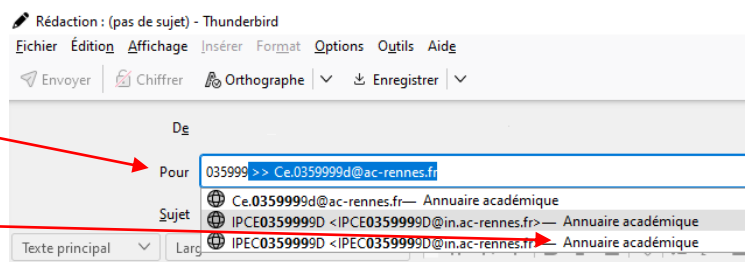 Rédaction : (pas de sujet) - Thunderbird
Fichier Édition Affichage Insérer Format Options Outils Aide
Envoyer Chiffrer Orthographe Enregistrer
De
Pour 035999 >> Ce.0359999d@ac-rennes.fr
Ce.0359999d@ac-rennes.fr— Annuaire académique
Sujet IPCE0359999D <IPCE0359999D@in.ac-rennes.fr>— Annuaire académique
Texte principal Larg IPEC0359999D <IPEC0359999D@in.ac-rennes.fr>— Annuaire académique